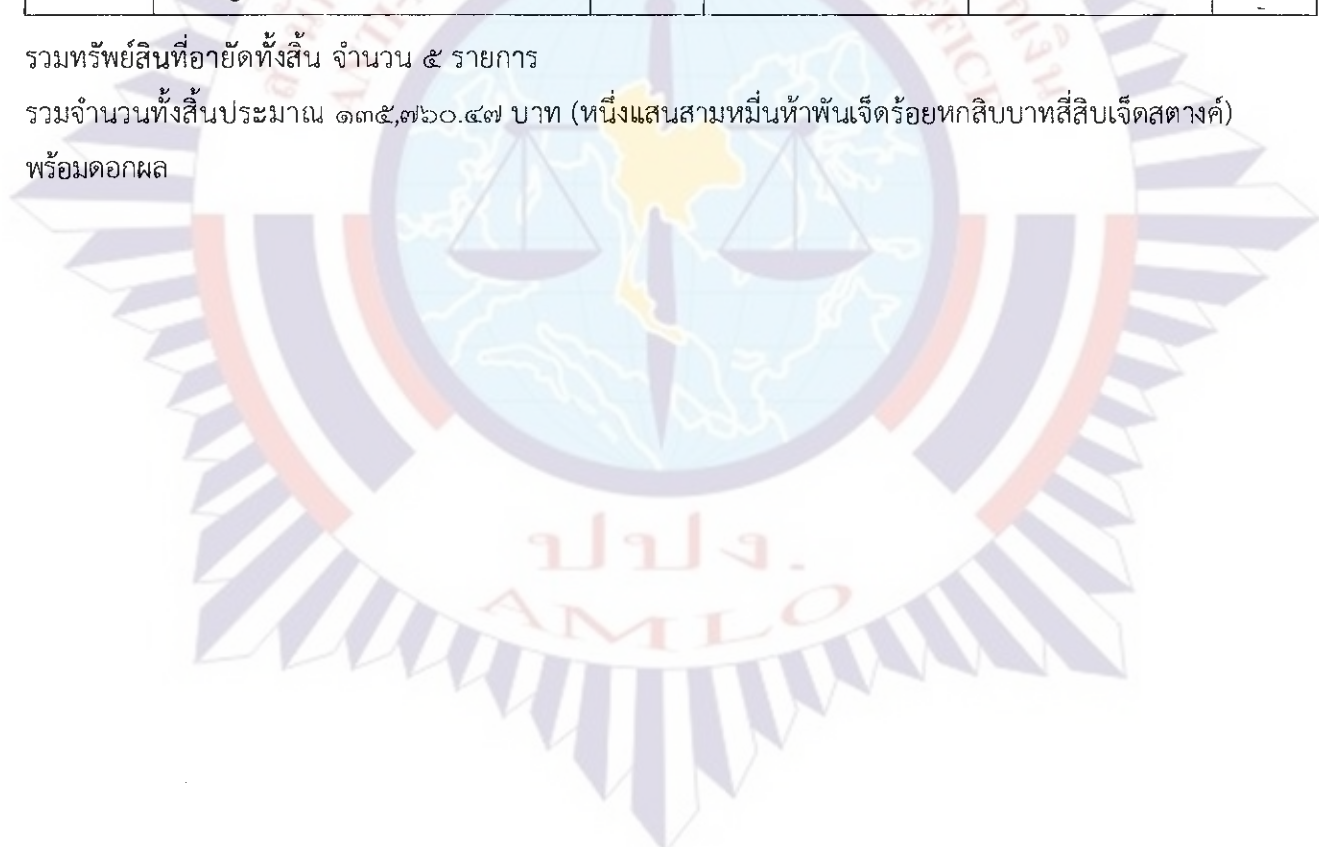 รวมทรัพย์สินที่อายัดทั้งสิ้น จำนวน ๕ รายการ
รวมจำนวนทั้งสิ้นประมาณ ๑๓๕,๗๖๐.๔๗ บาท (หนึ่งแสนสามหมื่นห้าพันเจ็ดร้อยหกสิบบาทสี่สิบเจ็ดสตางค์)
พร้อมดอกผล
ปปง.
AMLO